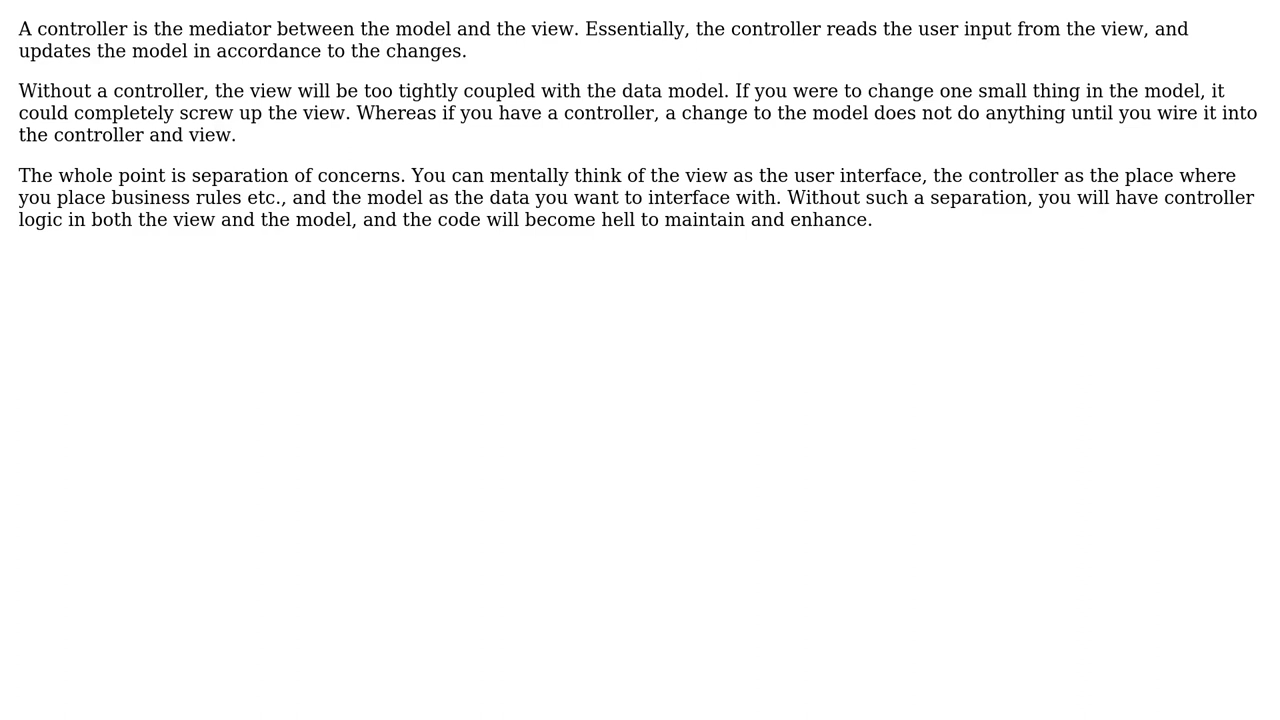 A controller is the mediator between the model and the view. Essentially, the controller reads the user input from the view, and
updates the model in accordance to the changes.
Without a controller, the view will be too tightly coupled with the data model. If you were to change one small thing in the model, it
could completely screw up the view. Whereas if you have a controller, a change to the model does not do anything until you wire it into
the controller and view.
The whole point is separation of concerns. You can mentally think of the view as the user interface, the controller as the place where
you place business rules etc., and the model as the data you want to interface with. Without such a separation, you will have controller
logic in both the view and the model, and the code will become hell to maintain and enhance.